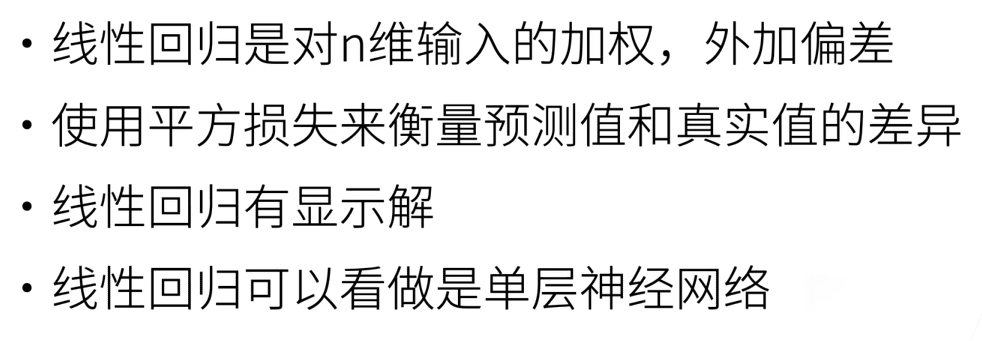 • 线性回归是对n维输入的加权，外加偏差
• 使用平方损失来衡量预测值和真实值的差异
• 线性回归有显示解
• 线性回归可以看做是单层神经网络